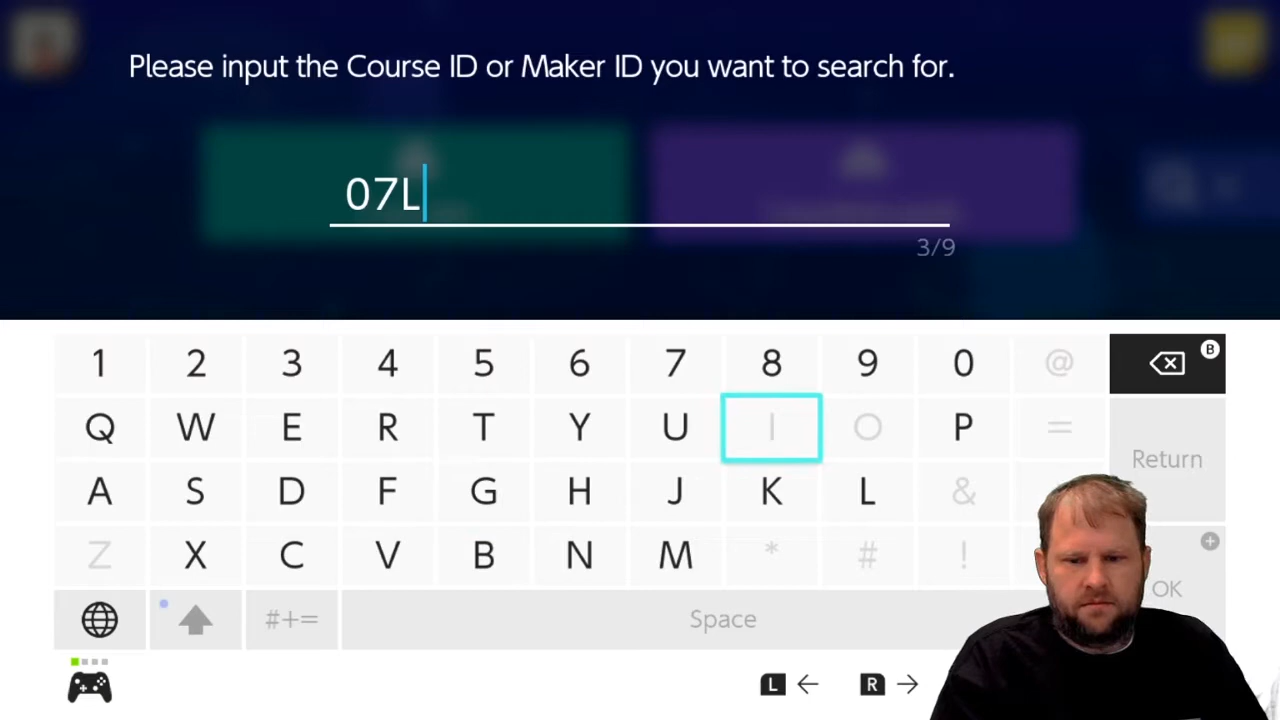 Please input the Course ID or Maker ID you want to search for.
07L
3/9
1 2 3 4 5 6 7 8 9 0 @ B
Q W E R T Y U I O P =
Return
A S D F G H J K L &
Z X C V B N M * # !
OK
#+= Space
L ← R →